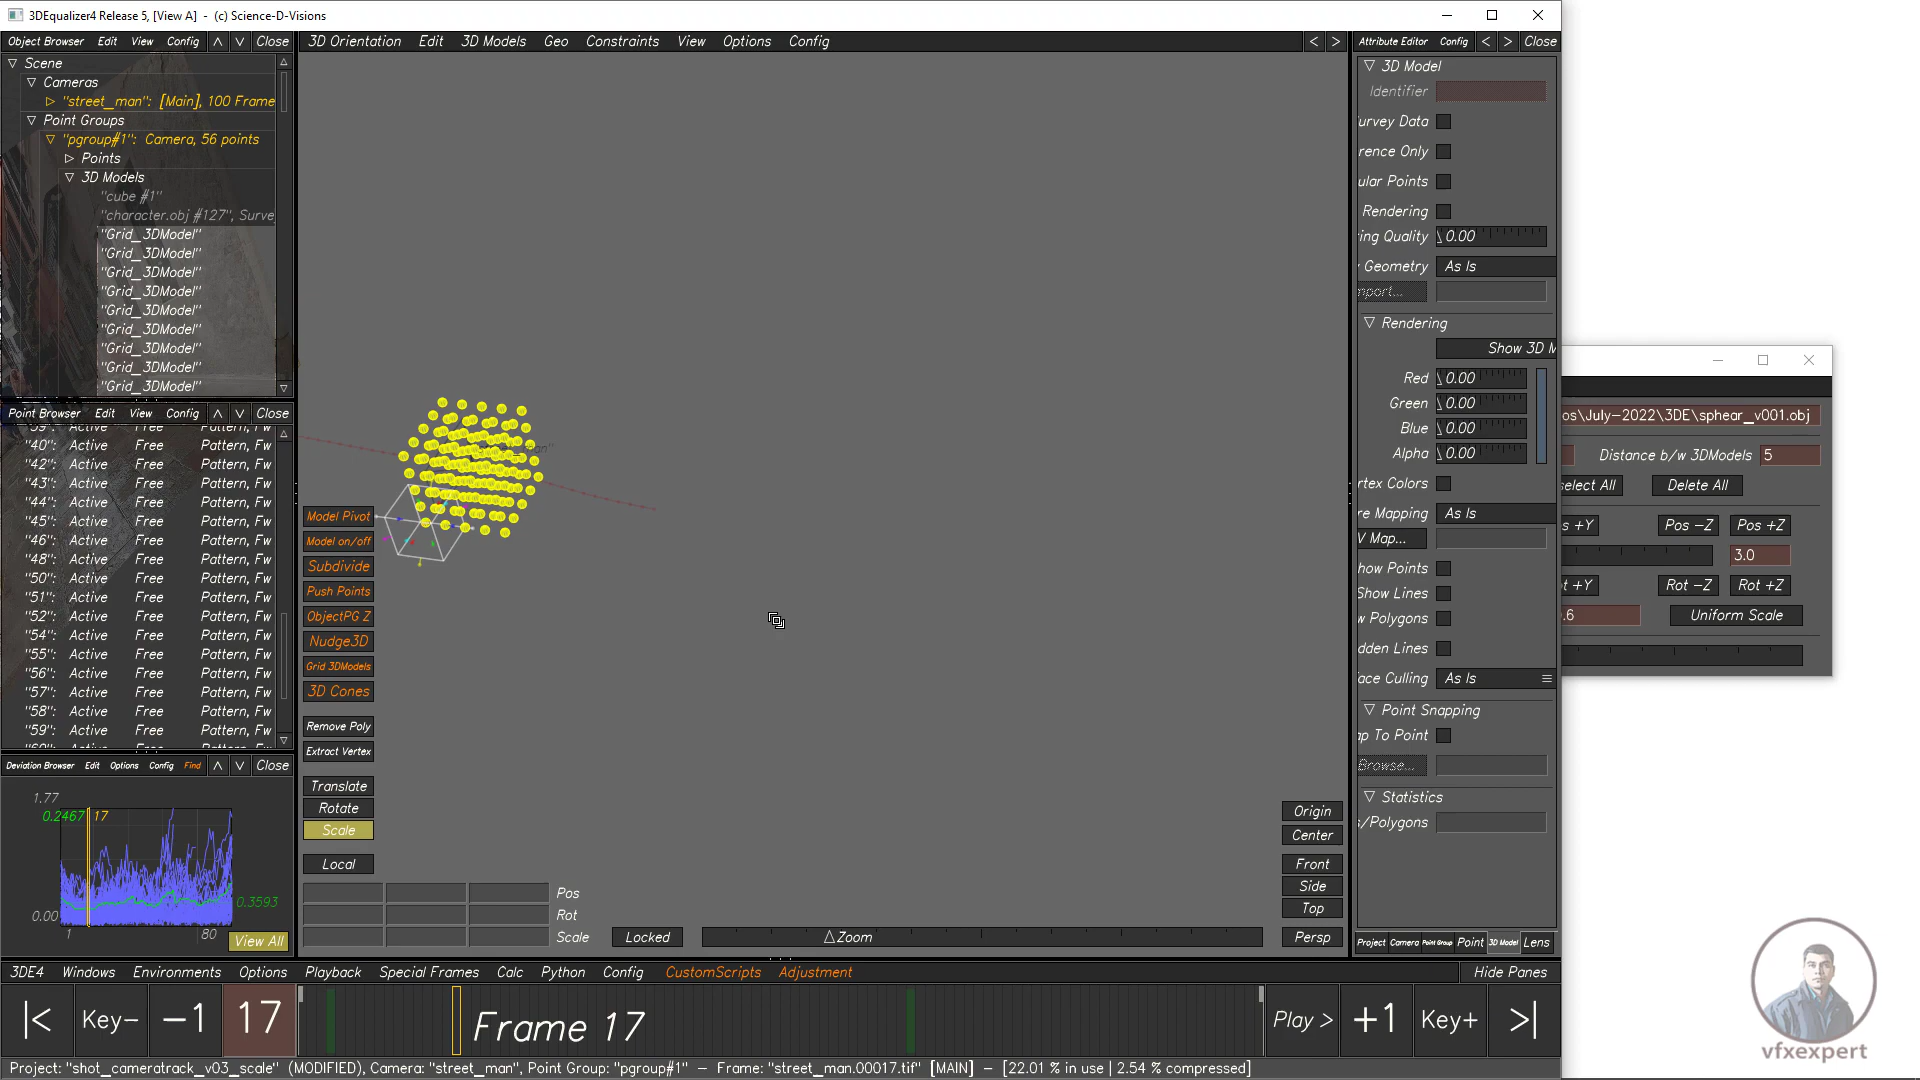 3DEqualizer4 Release 5, [View A]  -  (c) Science-D-Visions
Object Browser Edit View Config Close
3D Orientation Edit 3D Models Geo Constraints View Options Config
Attribute Editor Config Close
Scene
Cameras
"street_man": [Main], 100 Frame
Point Groups
"pgroup#1": Camera, 56 points
Points
3D Models
"cube #1"
"character.obj #127", Surve
"Grid_3DModel"
"Grid_3DModel"
"Grid_3DModel"
"Grid_3DModel"
"Grid_3DModel"
"Grid_3DModel"
"Grid_3DModel"
"Grid_3DModel"
"Grid_3DModel"
Point Browser Edit View Config Close
"39": Active Free Pattern, Fw
"40": Active Free Pattern, Fw
"42": Active Free Pattern, Fw
"43": Active Free Pattern, Fw
"44": Active Free Pattern, Fw
"45": Active Free Pattern, Fw
"46": Active Free Pattern, Fw
"48": Active Free Pattern, Fw
"50": Active Free Pattern, Fw
"51": Active Free Pattern, Fw
"52": Active Free Pattern, Fw
"54": Active Free Pattern, Fw
"55": Active Free Pattern, Fw
"56": Active Free Pattern, Fw
"57": Active Free Pattern, Fw
"58": Active Free Pattern, Fw
"59": Active Free Pattern, Fw
Deviation Browser Edit Options Config Find Close
1.77
0.2467 17
0.3593
0.00
1 80
View All
Model Pivot
Model on/off
Subdivide
Push Points
ObjectPG Z
Nudge3D
Grid 3DModels
3D Cones
Remove Poly
Extract Vertex
Translate
Rotate
Scale
Local
Pos
Rot
Scale Locked Zoom
Origin
Center
Front
Side
Top
Persp
3D Model
Identifier
urvey Data
rence Only
ular Points
Rendering
ing Quality 0.00
Geometry As Is
mport...
Rendering
Show 3D M
Red 0.00
Green 0.00
Blue 0.00
Alpha 0.00
rtex Colors
re Mapping As Is
V Map...
how Points
Show Lines
w Polygons
dden Lines
ace Culling As Is
Point Snapping
ap To Point
Browse...
Statistics
s/Polygons
Project Camera Point Group Point 3D Model Lens
os\July-2022\3DE\sphear_v001.obj
Distance b/w 3DModels 5
select All Delete All
s +Y Pos -Z Pos +Z
3.0
t +Y Rot -Z Rot +Z
.6 Uniform Scale
3DE4 Windows Environments Options Playback Special Frames Calc Python Config CustomScripts Adjustment Hide Panes
|< Key- -1 17 Frame 17 Play > +1 Key+ >|
Project: "shot_cameratrack_v03_scale" (MODIFIED), Camera: "street_man", Point Group: "pgroup#1" - Frame: "street_man.00017.tif" [MAIN] - [22.01 % in use | 2.54 % compressed]
vfxexpert